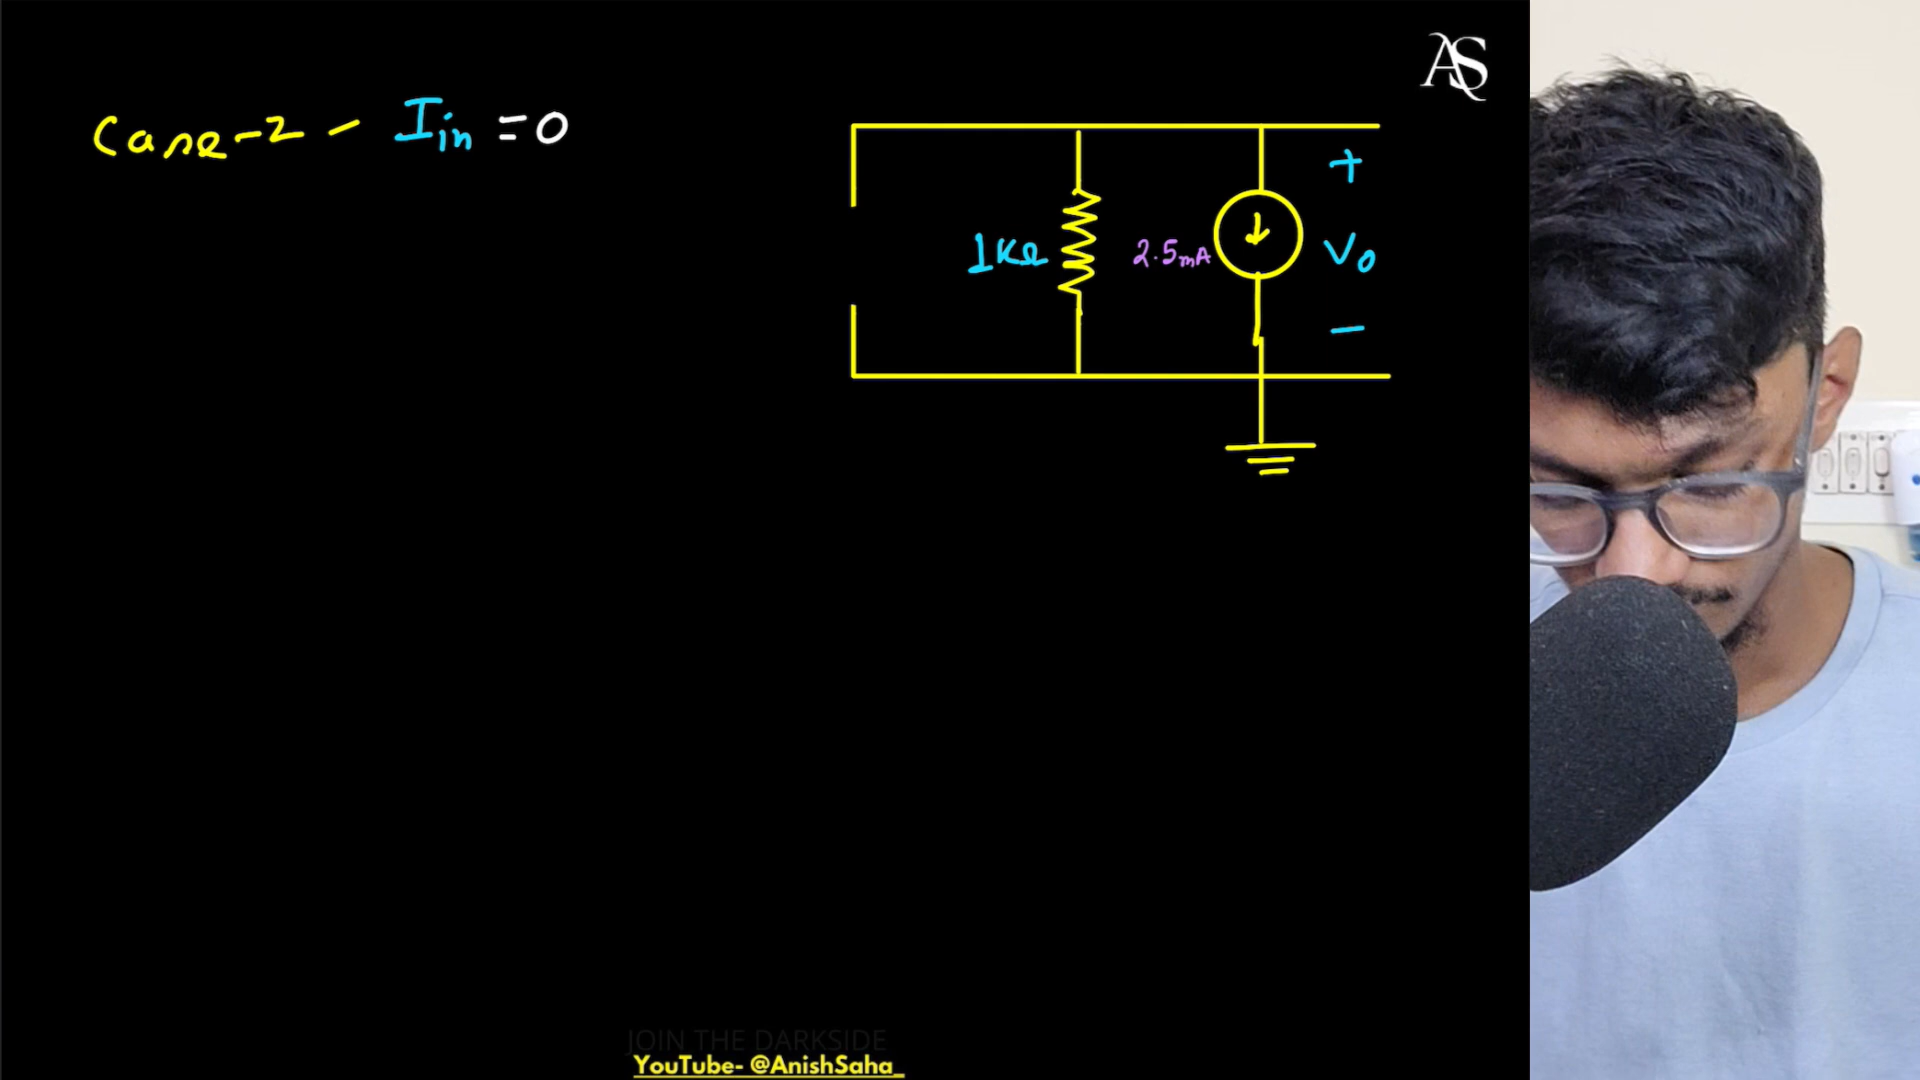 AS
Case-2 - Iin = 0
+
1KΩ
2.5mA
Vo
-
JOIN THE DARKSIDE
YouTube- @AnishSaha_